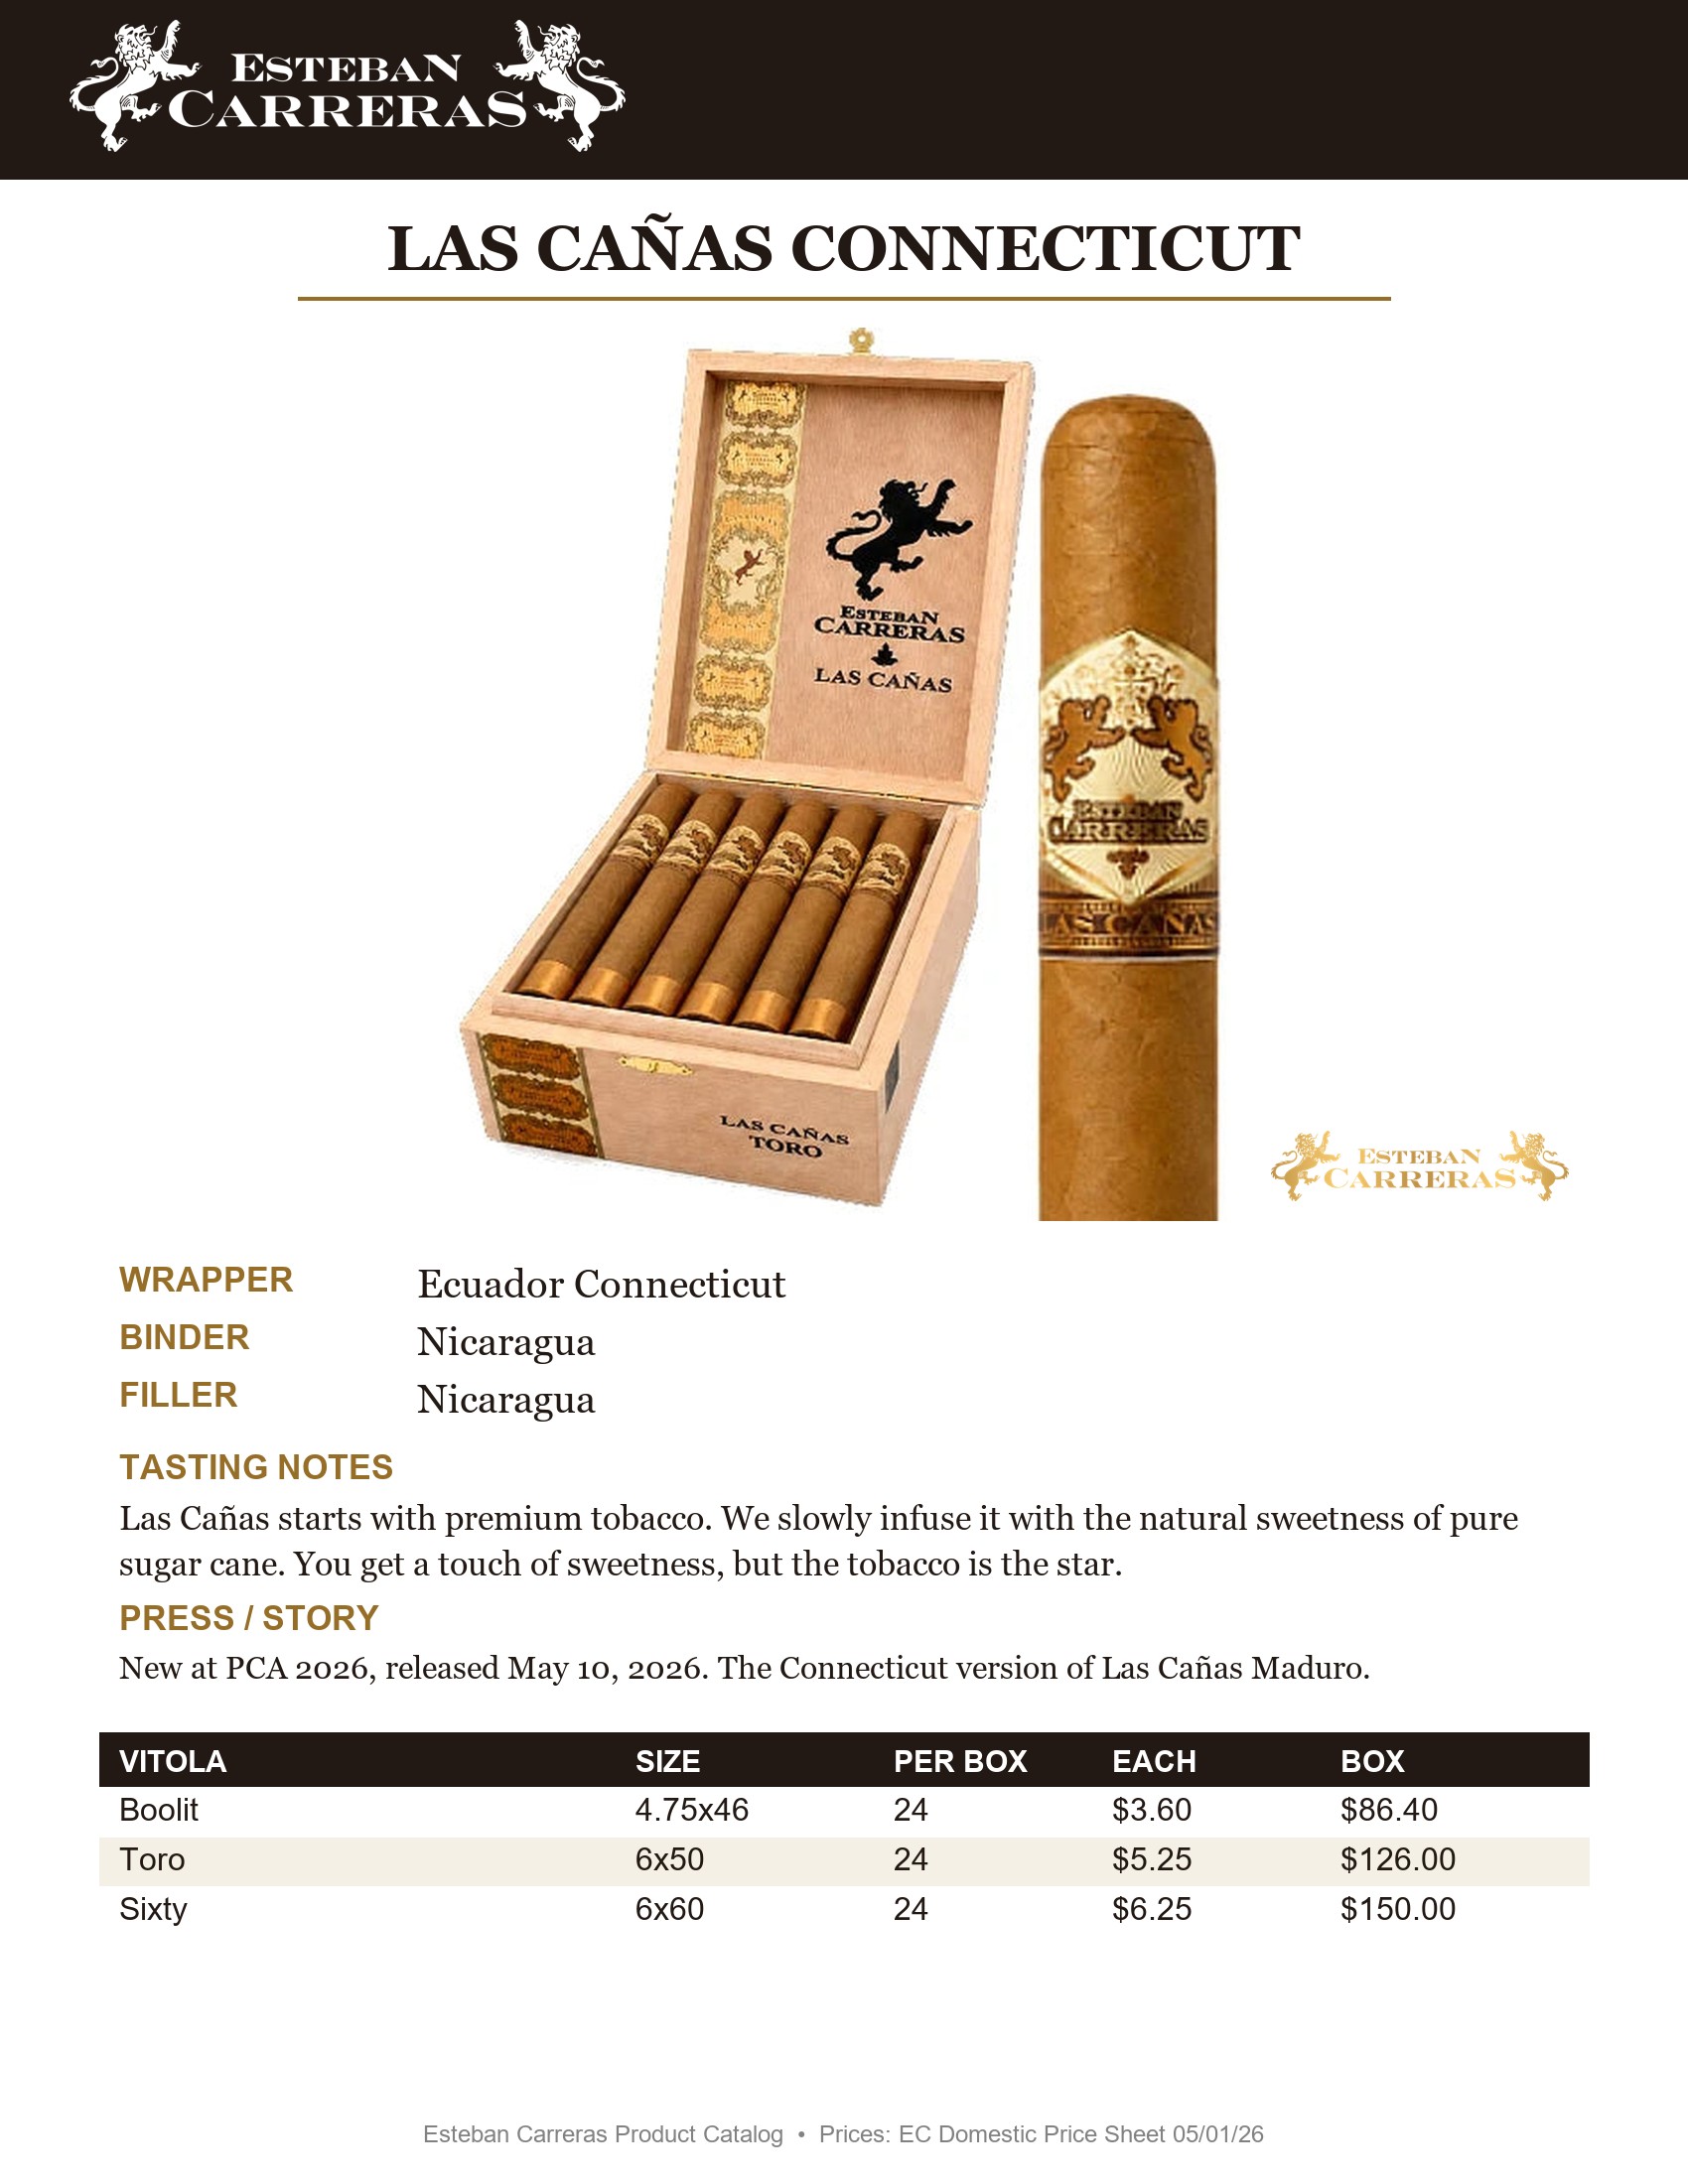 ESTEBAN
CARRERAS
LAS CAÑAS CONNECTICUT
ESTEBAN
CARRERAS
LAS CAÑAS
ESTEBAN
CARRERAS
LAS CAÑAS
LAS CAÑAS
TORO
ESTEBAN
CARRERAS
WRAPPER Ecuador Connecticut
BINDER Nicaragua
FILLER Nicaragua
TASTING NOTES
Las Cañas starts with premium tobacco. We slowly infuse it with the natural sweetness of pure
sugar cane. You get a touch of sweetness, but the tobacco is the star.
PRESS / STORY
New at PCA 2026, released May 10, 2026. The Connecticut version of Las Cañas Maduro.
VITOLA SIZE PER BOX EACH BOX
Boolit 4.75x46 24 $3.60 $86.40
Toro 6x50 24 $5.25 $126.00
Sixty 6x60 24 $6.25 $150.00
Esteban Carreras Product Catalog • Prices: EC Domestic Price Sheet 05/01/26